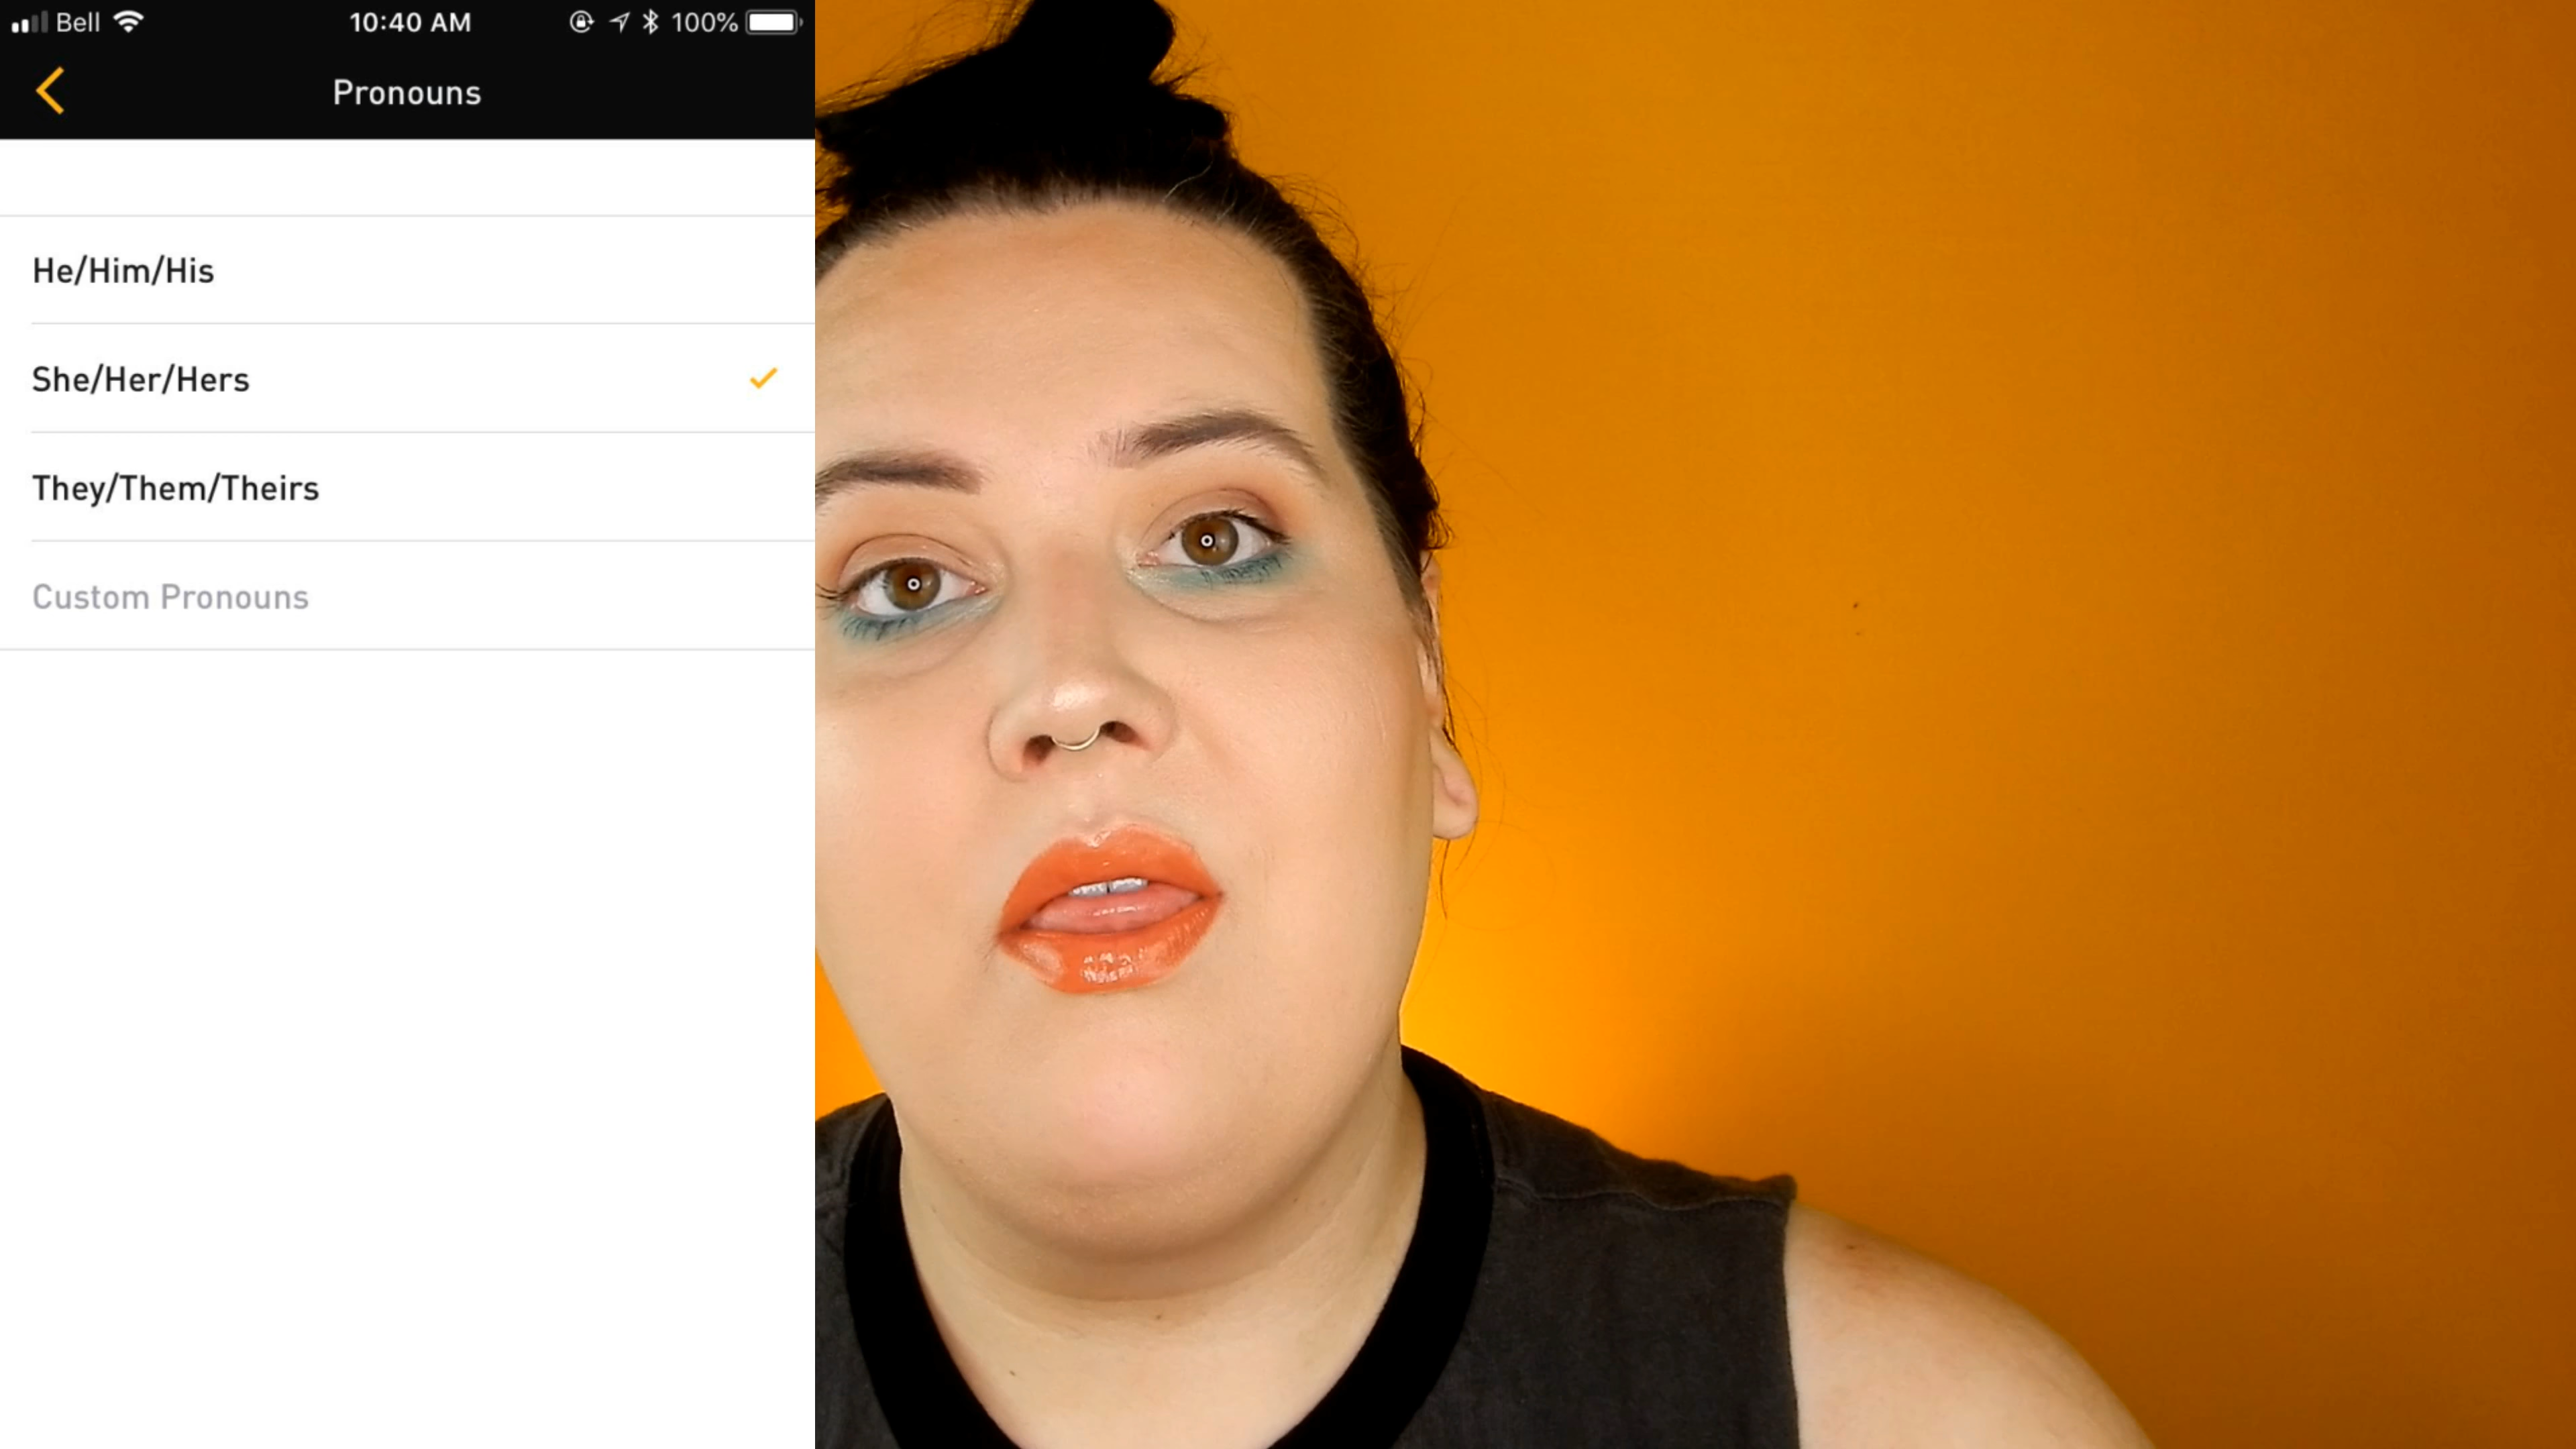 Bell 10:40 AM 100%
Pronouns
He/Him/His
She/Her/Hers
They/Them/Theirs
Custom Pronouns